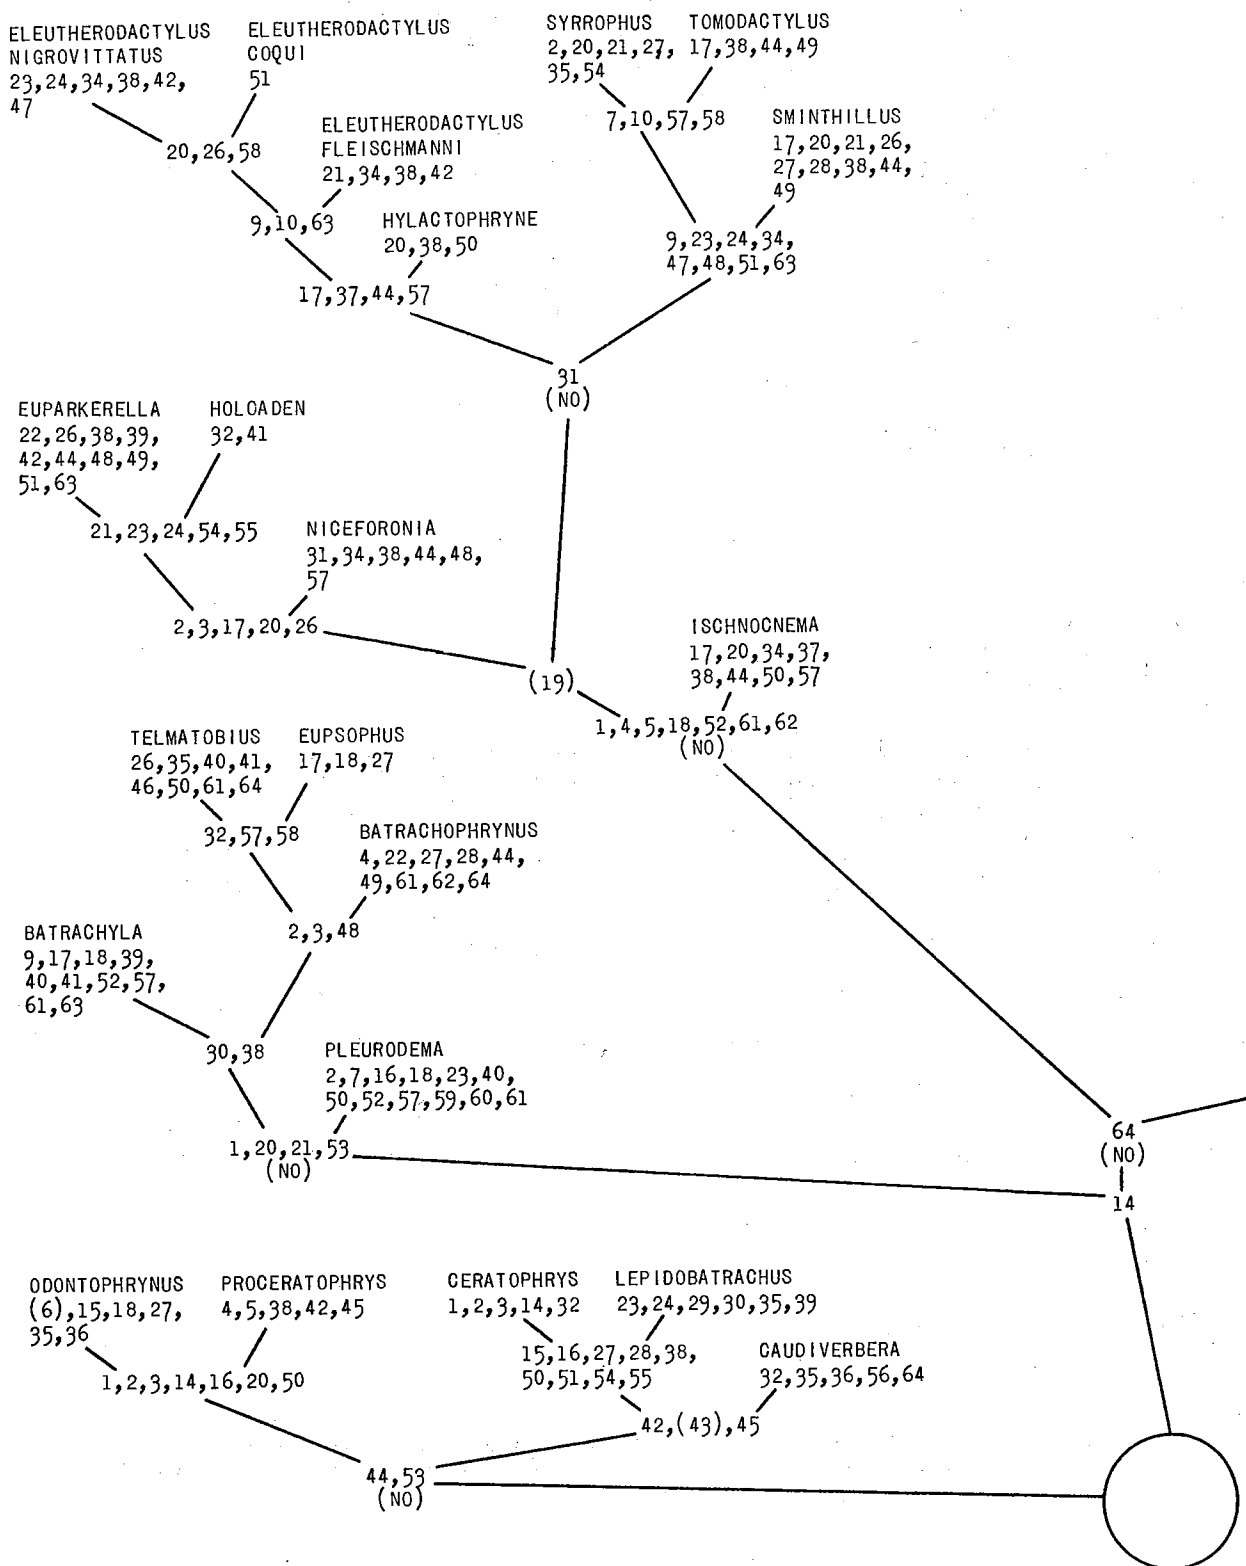 ELEUTHERODACTYLUS
NIGROVITTATUS
23,24,34,38,42,
47
ELEUTHERODACTYLUS
COQUI
51
SYRROPHUS
2,20,21,27,
35,54
TOMODACTYLUS
17,38,44,49
7,10,57,58
SMINTHILLUS
17,20,21,26,
27,28,38,44,
49
20,26,58
ELEUTHERODACTYLUS
FLEISCHMANNI
21,34,38,42
9,10,63
HYLACTOPHRYNE
20,38,50
9,23,24,34,
47,48,51,63
17,37,44,57
31
(NO)
EUPARKERELLA
22,26,38,39,
42,44,48,49,
51,63
HOLOADEN
32,41
21,23,24,54,55
NICEFORONIA
31,34,38,44,48,
57
2,3,17,20,26
(19)
ISCHNOCNEMA
17,20,34,37,
38,44,50,57
1,4,5,18,52,61,62
(NO)
TELMATOBIUS
26,35,40,41,
46,50,61,64
EUPSOPHUS
17,18,27
32,57,58
BATRACHOPHRYNUS
4,22,27,28,44,
49,61,62,64
2,3,48
BATRACHYLA
9,17,18,39,
40,41,52,57,
61,63
30,38
PLEURODEMA
2,7,16,18,23,40,
50,52,57,59,60,61
1,20,21,53
(NO)
64
(NO)
14
ODONTOPHRYNUS
(6),15,18,27,
35,36
PROCERATOPHRYS
4,5,38,42,45
CERATOPHRYS
1,2,3,14,32
LEPIDOBATRACHUS
23,24,29,30,35,39
1,2,3,14,16,20,50
15,16,27,28,38,
50,51,54,55
CAUDIVERBERA
32,35,36,56,64
42,(43),45
44,53
(NO)